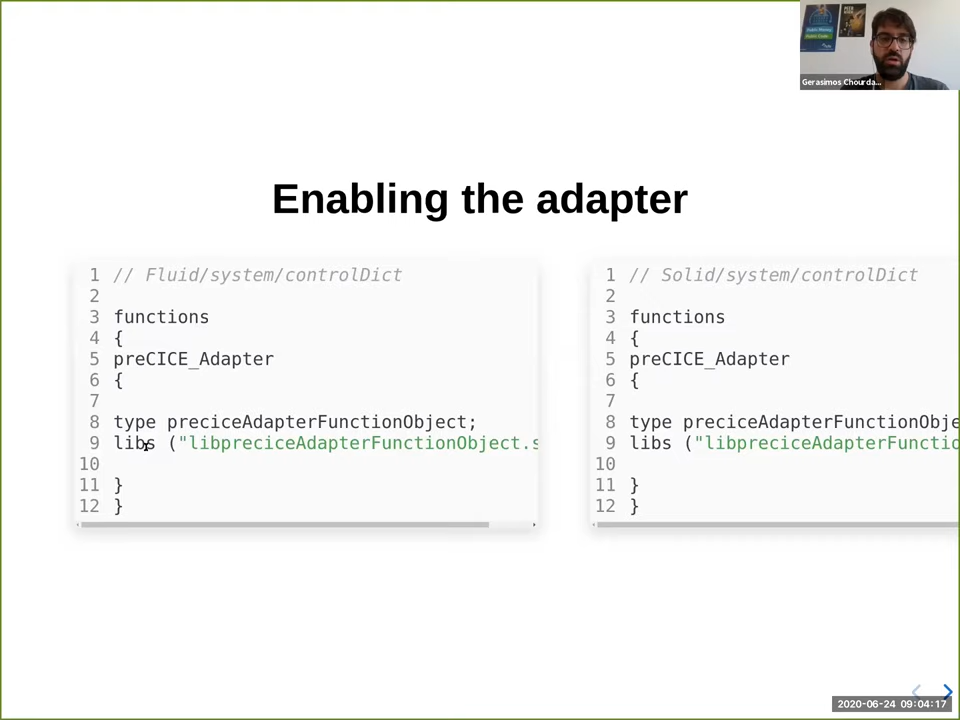 Gerasimos Chourda...
Enabling the adapter
1 // Fluid/system/controlDict
2
3 functions
4 {
5 preCICE_Adapter
6 {
7
8 type preciceAdapterFunctionObject;
9 libs ("libpreciceAdapterFunctionObject.s
10
11 }
12 }
1 // Solid/system/controlDict
2
3 functions
4 {
5 preCICE_Adapter
6 {
7
8 type preciceAdapterFunctionObje
9 libs ("libpreciceAdapterFunctio
10
11 }
12 }
2020-06-24 09:04:17